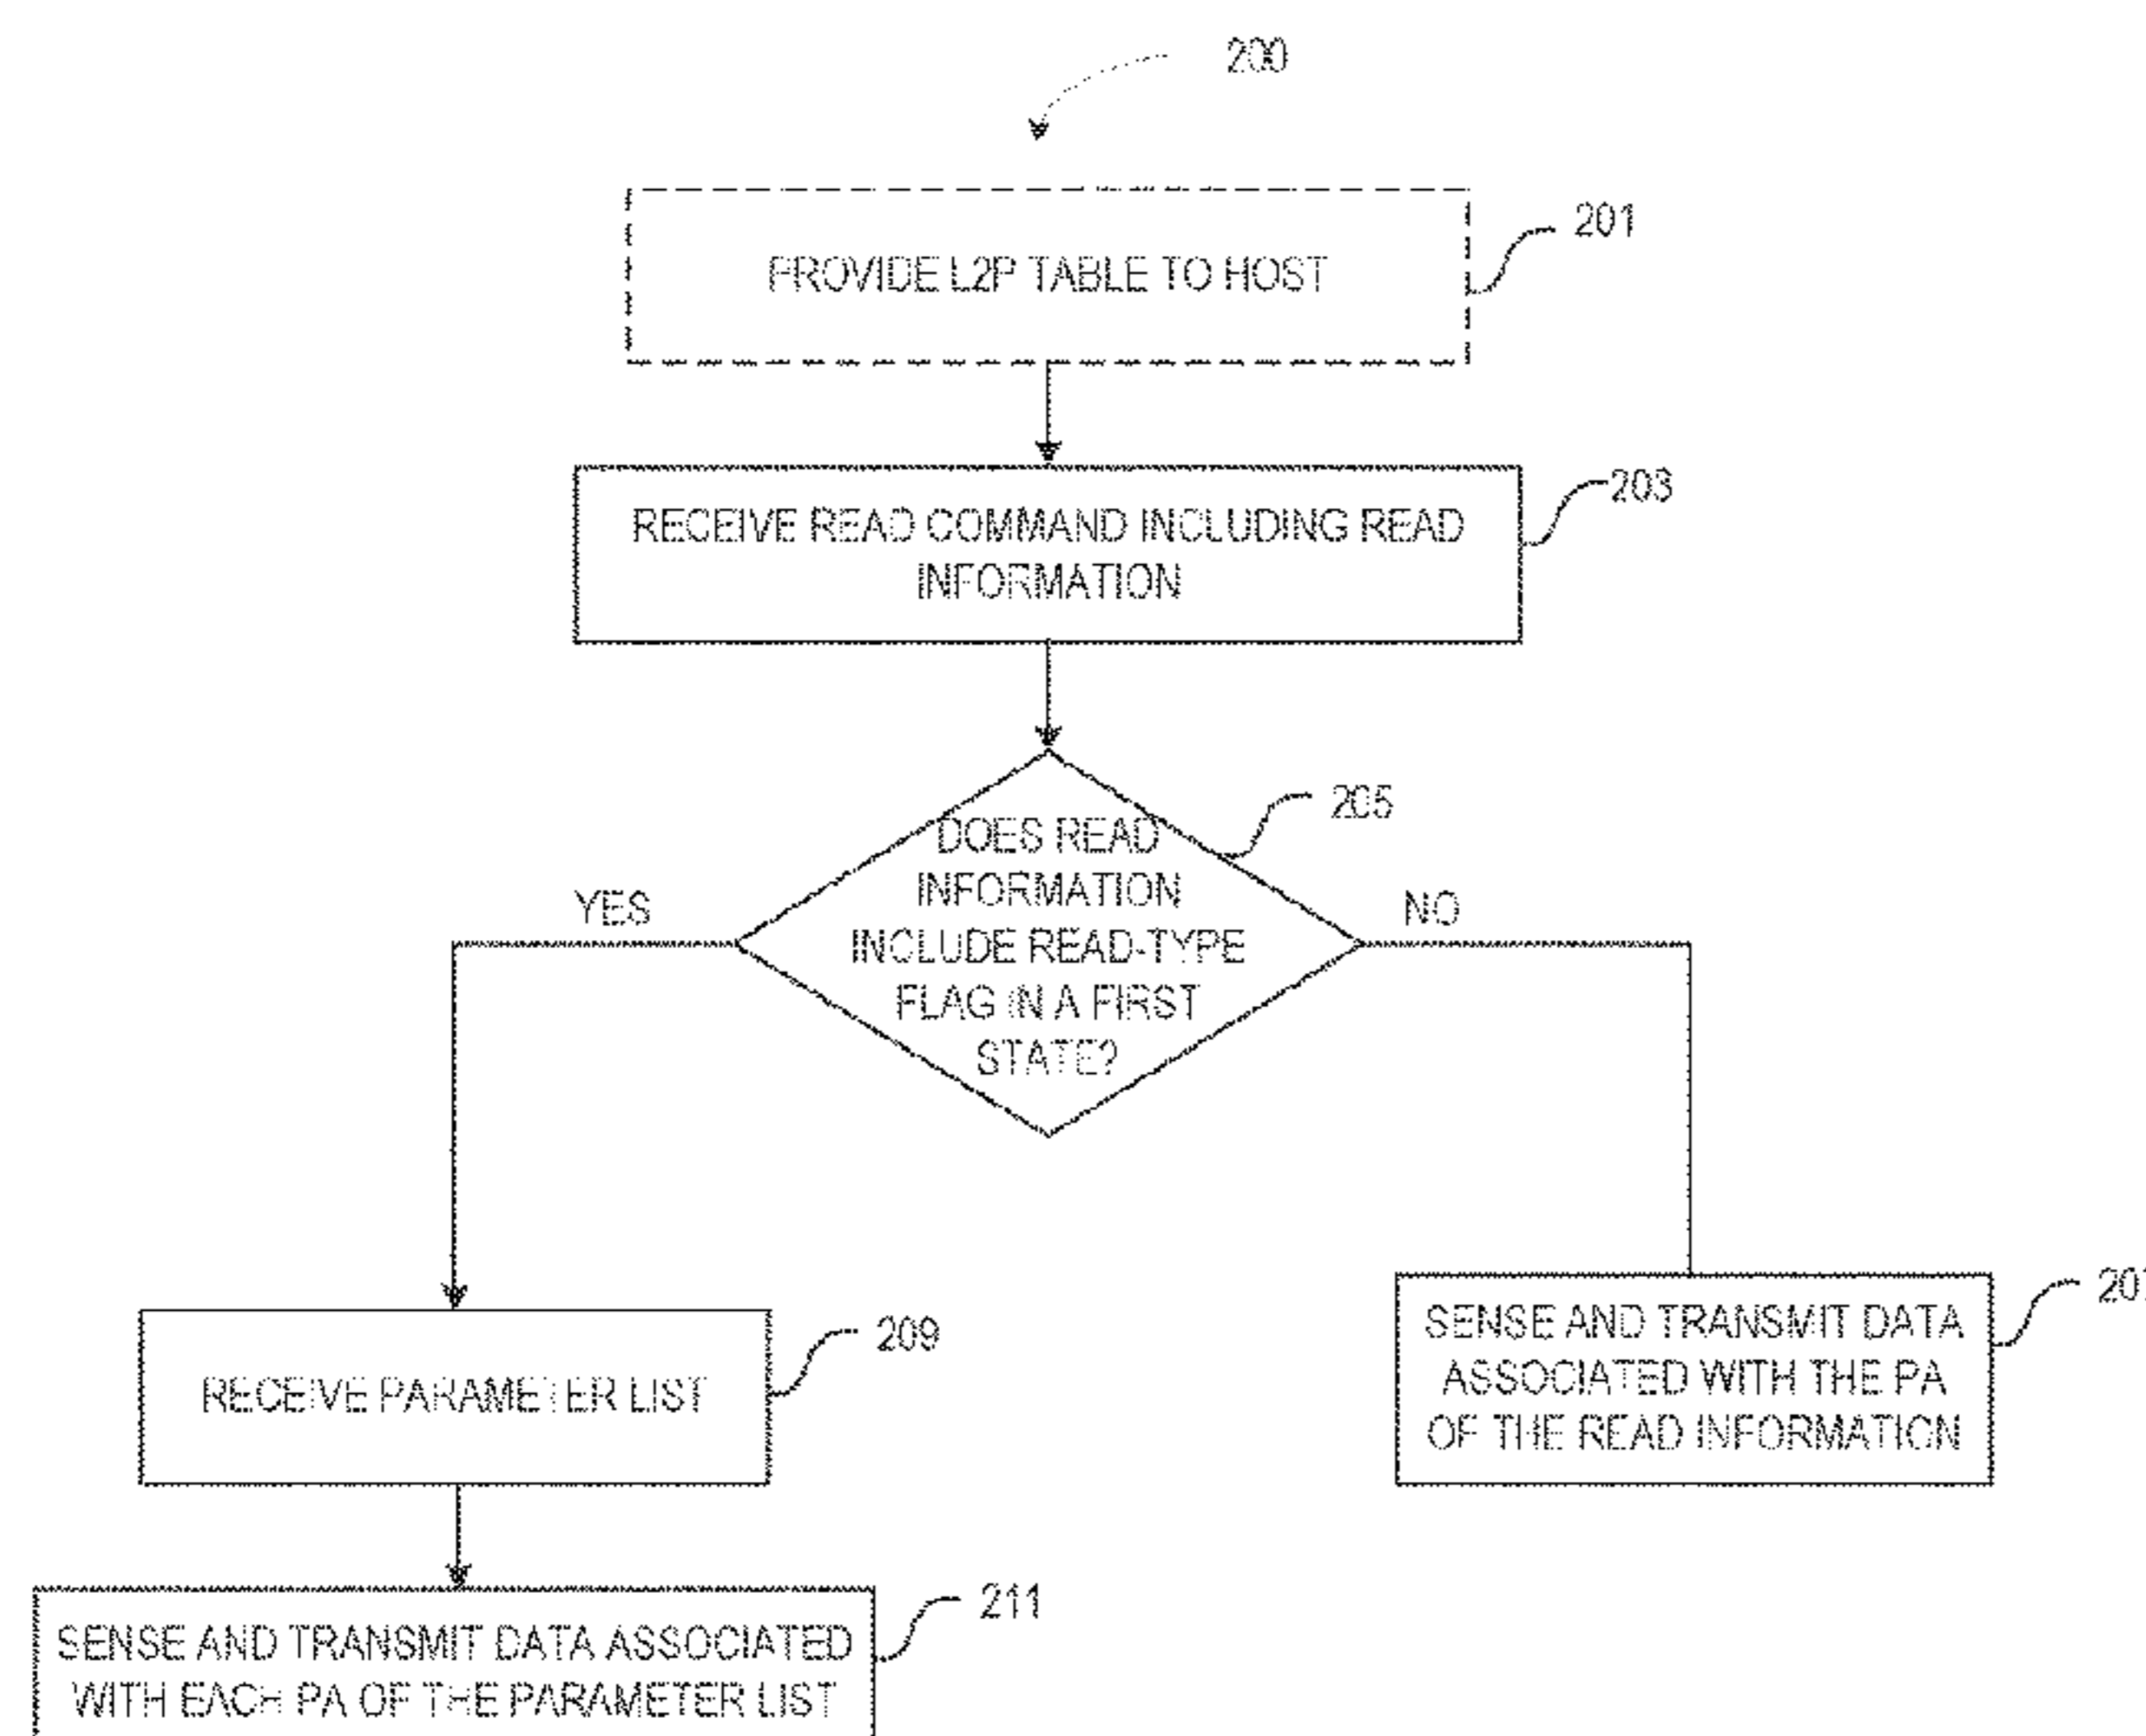 200
201
PROVIDE L2P TABLE TO HOST
203
RECEIVE READ COMMAND INCLUDING READ
INFORMATION
205
DOES READ
INFORMATION
INCLUDE READ-TYPE
FLAG IN A FIRST
STATE?
YES
NO
209
RECEIVE PARAMETER LIST
SENSE AND TRANSMIT DATA
ASSOCIATED WITH THE PA
OF THE READ INFORMATION
211
SENSE AND TRANSMIT DATA ASSOCIATED
WITH EACH PA OF THE PARAMETER LIST